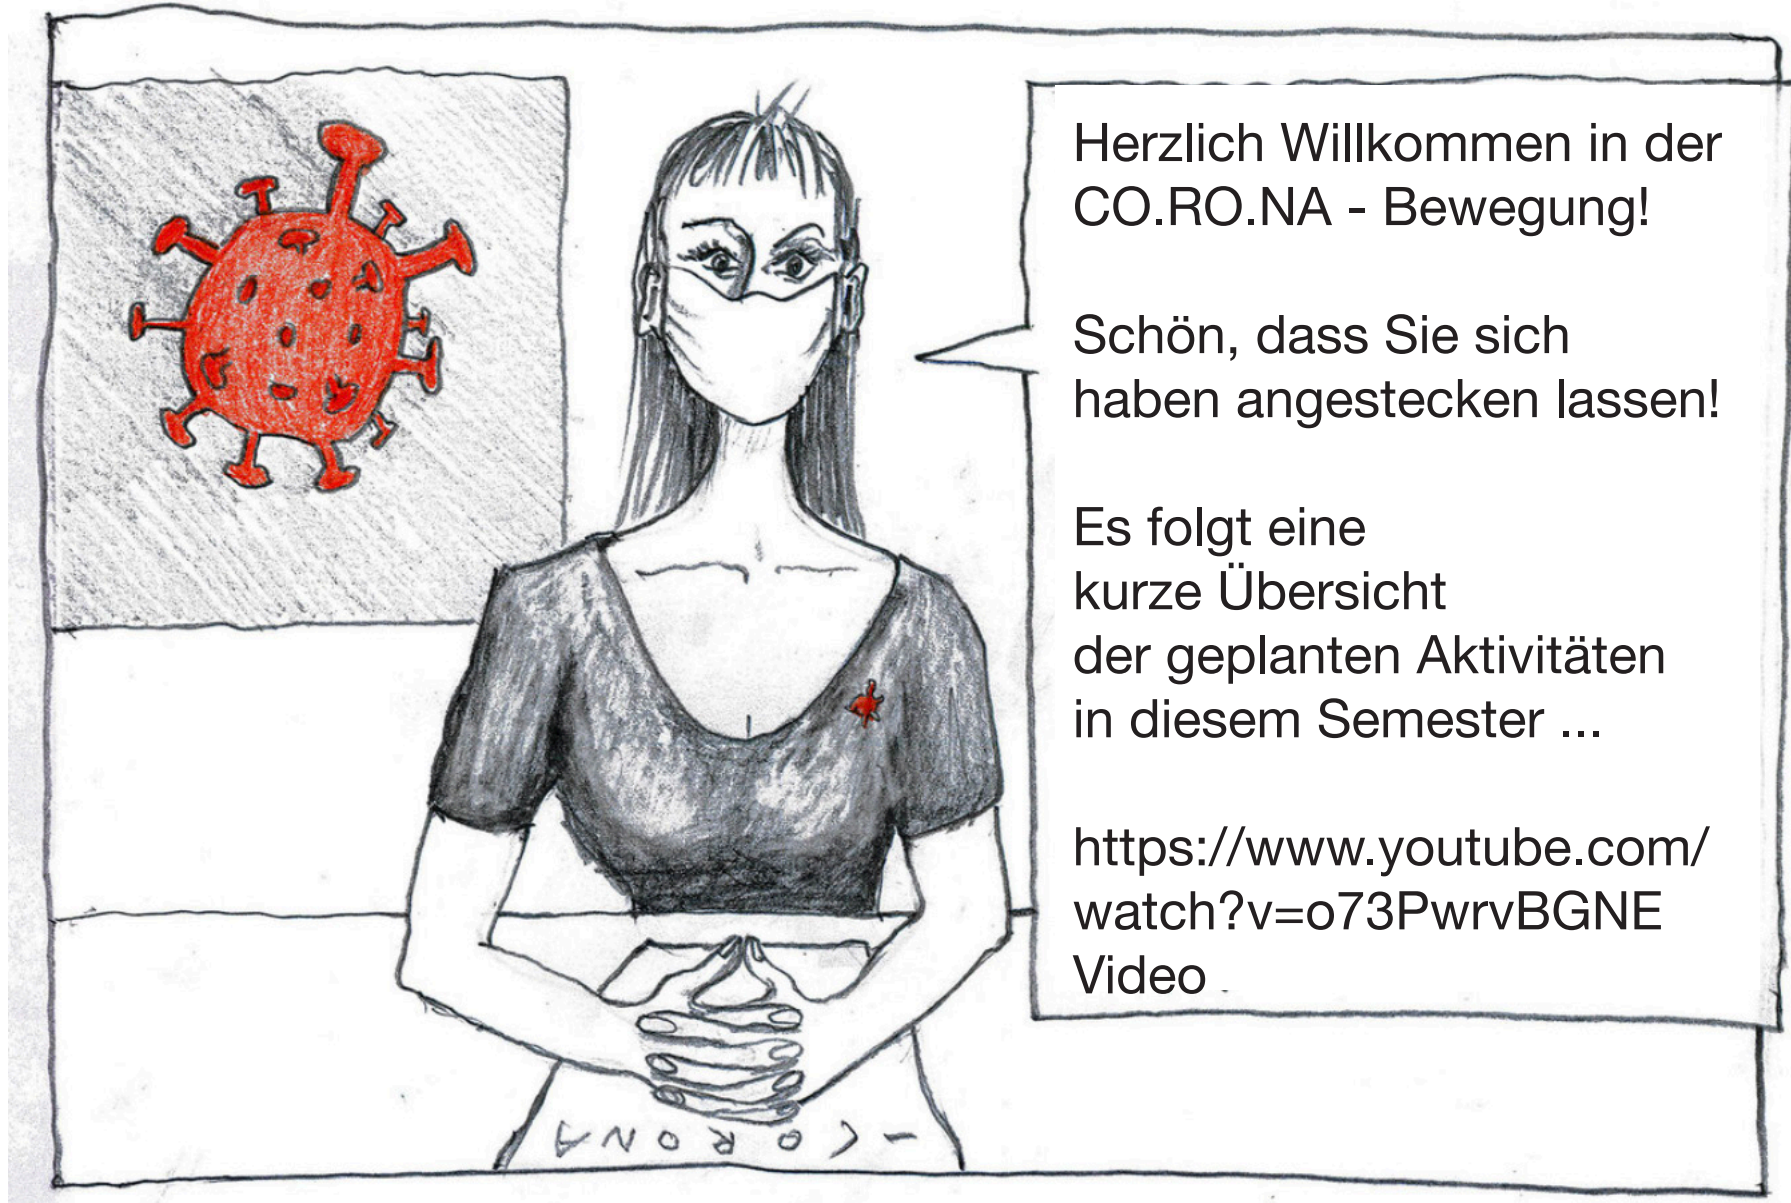 Herzlich Willkommen in der
CO.RO.NA - Bewegung!
Schön, dass Sie sich
haben angestecken lassen!
Es folgt eine
kurze Übersicht
der geplanten Aktivitäten
in diesem Semester ...
https://www.youtube.com/
watch?v=o73PwrvBGNE
Video
- CORONA